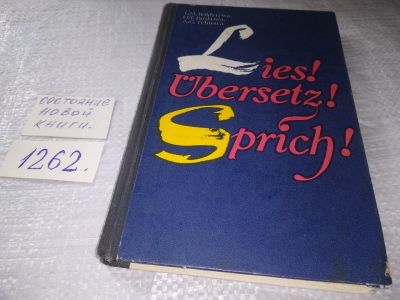 Lies!
Übersetz!
Sprich!
состояние
новой
книги.
1262.